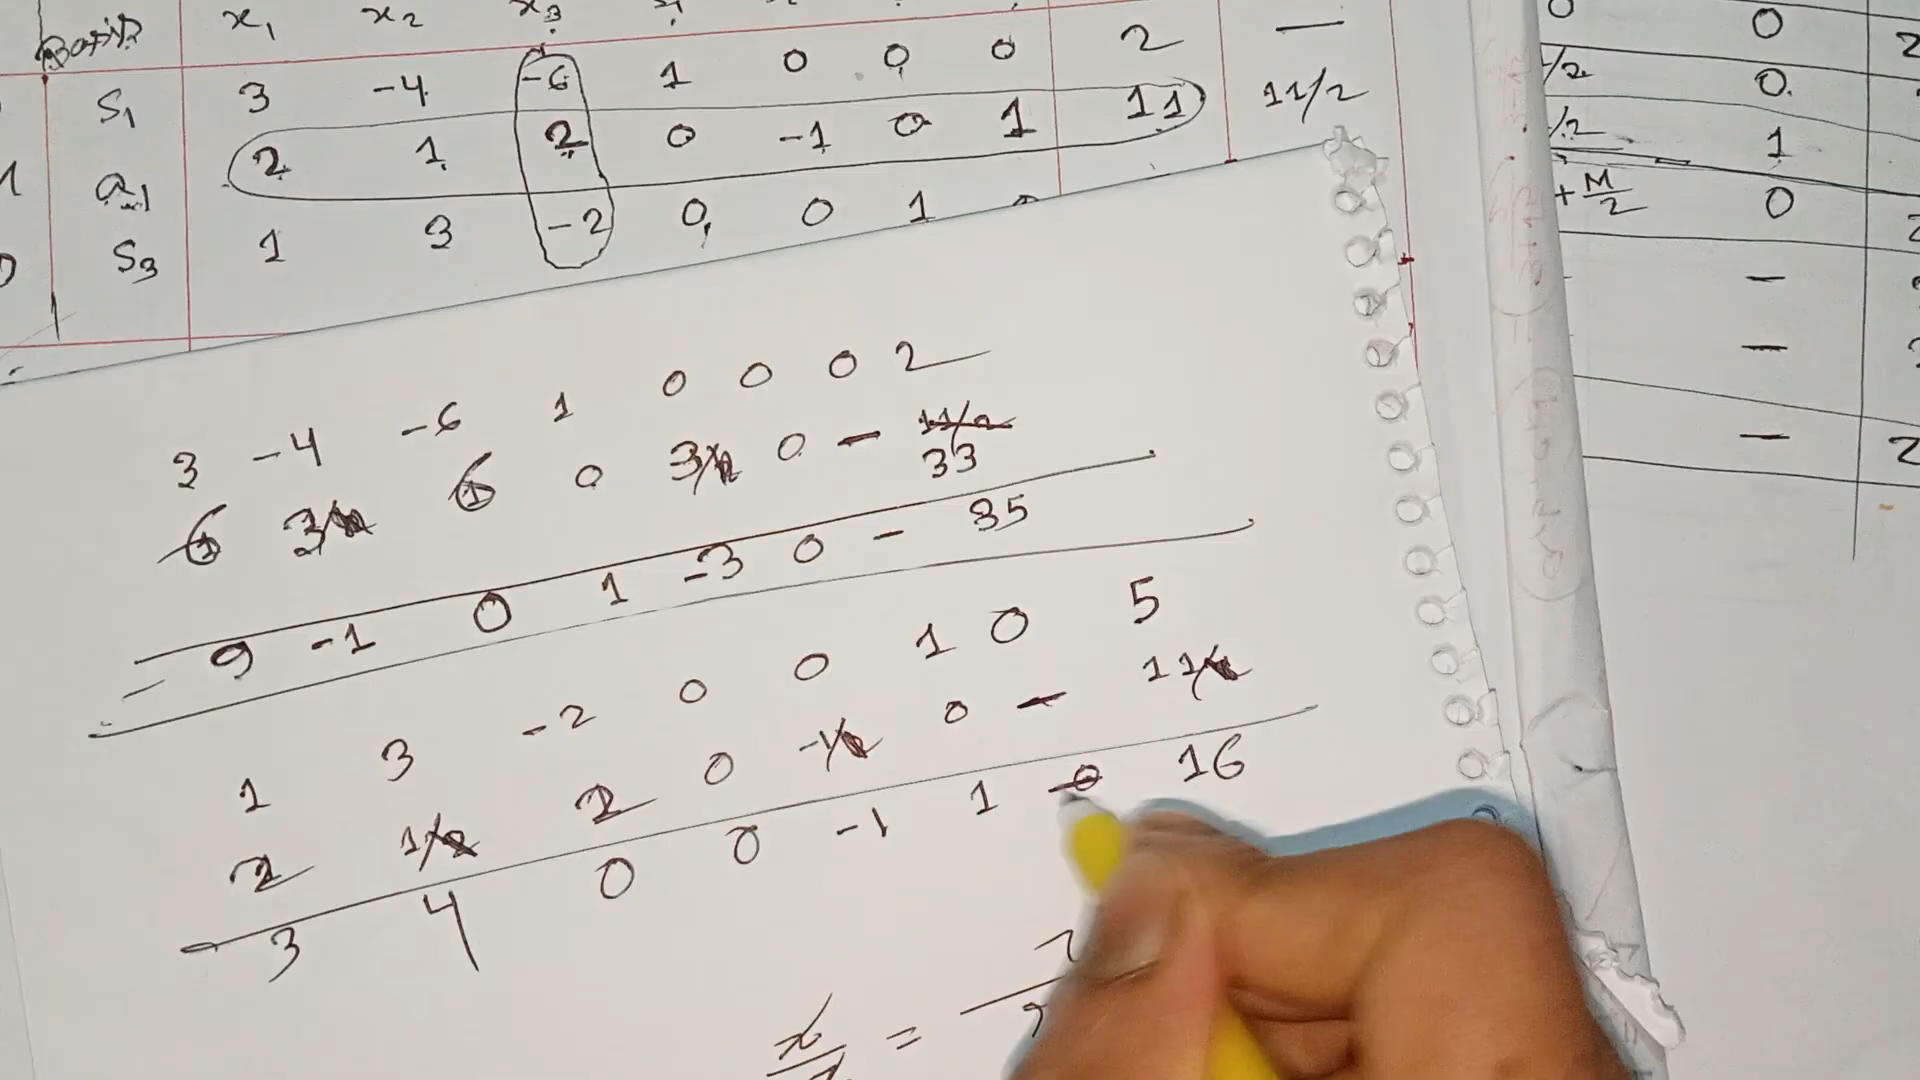 Basis x₁ x₂ x₃ s₁
s₁ 3 -4 -6 1 0 0 0 2 —
a₁ 2 1 2 0 -1 0 1 11 11/2
s₃ 1 3 -2 0 0 1
3 -4 -6 1 0 0 0 2
6 3 6 0 3 0 - 11/2
33
= 9 -1 0 1 -3 0 - 35
1 3 -2 0 0 1 0 5
2 1/2 2 0 -1/2 0 - 11
3 4 0 0 -1 1 0 16
=
0 0
/2 0
/2 1
+ M/2 0
—
—
—